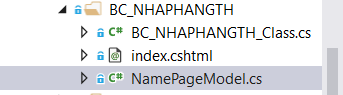 BC_NHAPHANGTH
C# BC_NHAPHANGTH_Class.cs
index.cshtml
C# NamePageModel.cs